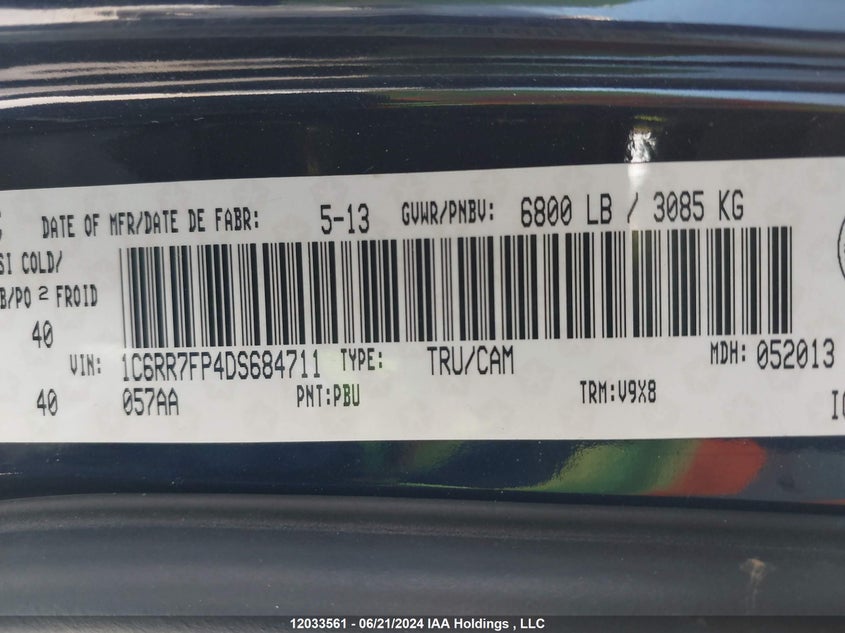 DATE OF MFR/DATE DE FABR: 5-13 GVWR/PNBV: 6800 LB / 3085 KG
SI COLD/
B/PO 2 FROID
40
VIN: 1C6RR7FP4DS684711 TYPE: TRU/CAM MDH: 052013
40 057AA PNT:PBU TRM:V9X8
12033561 - 06/21/2024 IAA Holdings , LLC